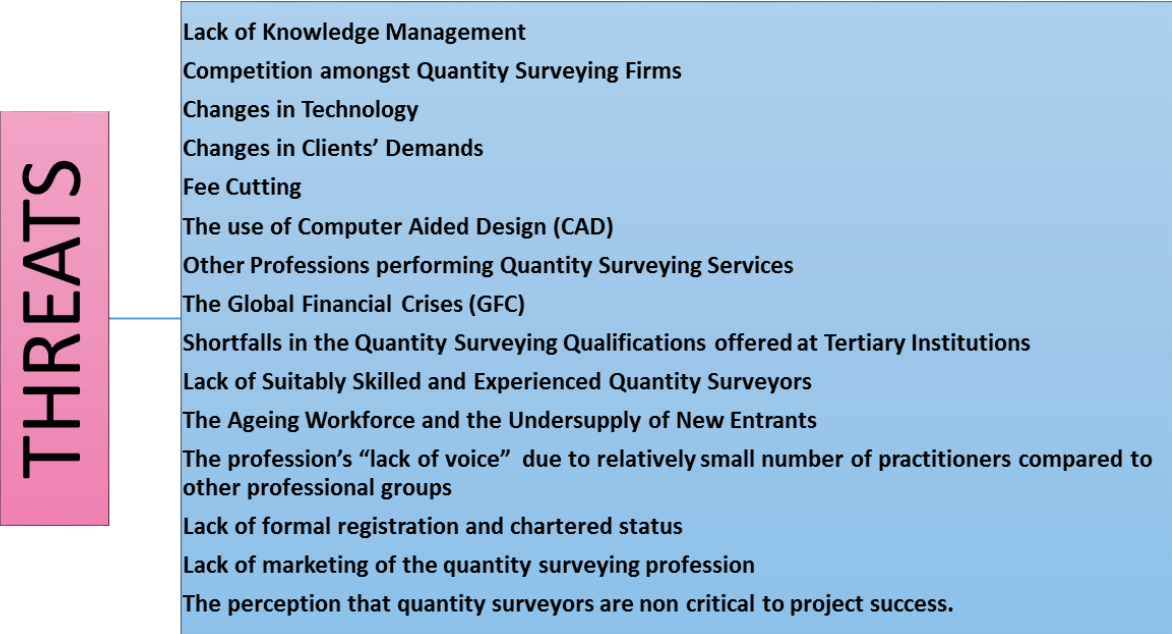 THREATS
Lack of Knowledge Management
Competition amongst Quantity Surveying Firms
Changes in Technology
Changes in Clients’ Demands
Fee Cutting
The use of Computer Aided Design (CAD)
Other Professions performing Quantity Surveying Services
The Global Financial Crises (GFC)
Shortfalls in the Quantity Surveying Qualifications offered at Tertiary Institutions
Lack of Suitably Skilled and Experienced Quantity Surveyors
The Ageing Workforce and the Undersupply of New Entrants
The profession’s “lack of voice” due to relatively small number of practitioners compared to
other professional groups
Lack of formal registration and chartered status
Lack of marketing of the quantity surveying profession
The perception that quantity surveyors are non critical to project success.